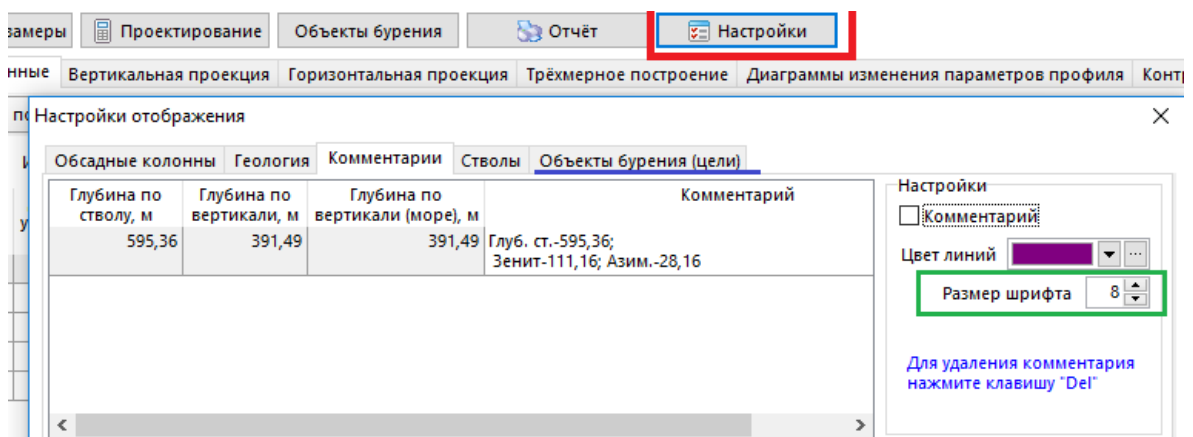 замеры Проектирование Объекты бурения Отчёт Настройки
нные Вертикальная проекция Горизонтальная проекция Трёхмерное построение Диаграммы изменения параметров профиля Контр
по Настройки отображения
Обсадные колонны Геология Комментарии Стволы Объекты бурения (цели)
Глубина по стволу, м
Глубина по вертикали, м
Глубина по вертикали (море), м
Комментарий
595,36 391,49 391,49 Глуб. ст.-595,36;
Зенит-111,16; Азим.-28,16
Настройки
Комментарий
Цвет линий
Размер шрифта 8
Для удаления комментария
нажмите клавишу "Del"